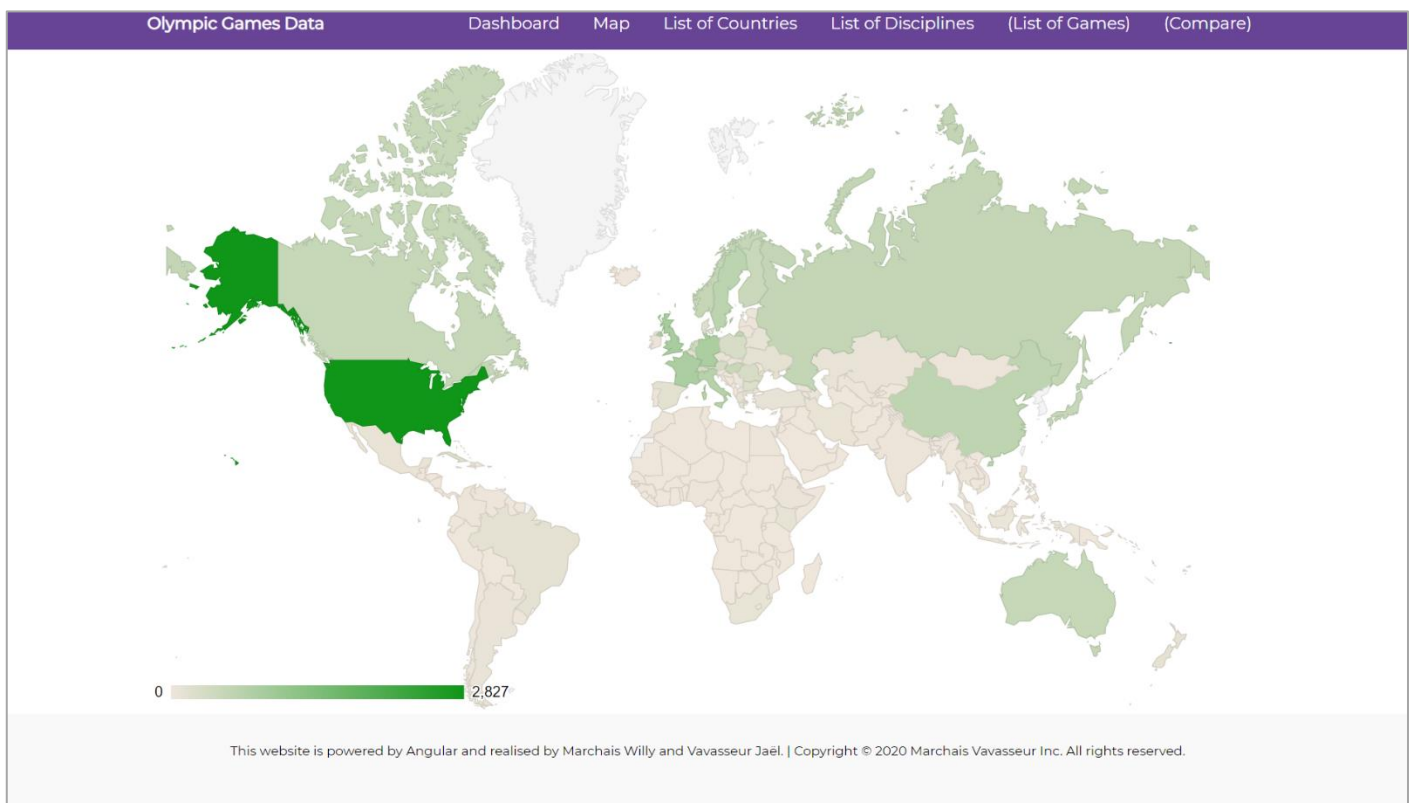 Olympic Games Data Dashboard Map List of Countries List of Disciplines (List of Games) (Compare)
0 2,827
This website is powered by Angular and realised by Marchais Willy and Vavasseur Jaël. | Copyright © 2020 Marchais Vavasseur Inc. All rights reserved.